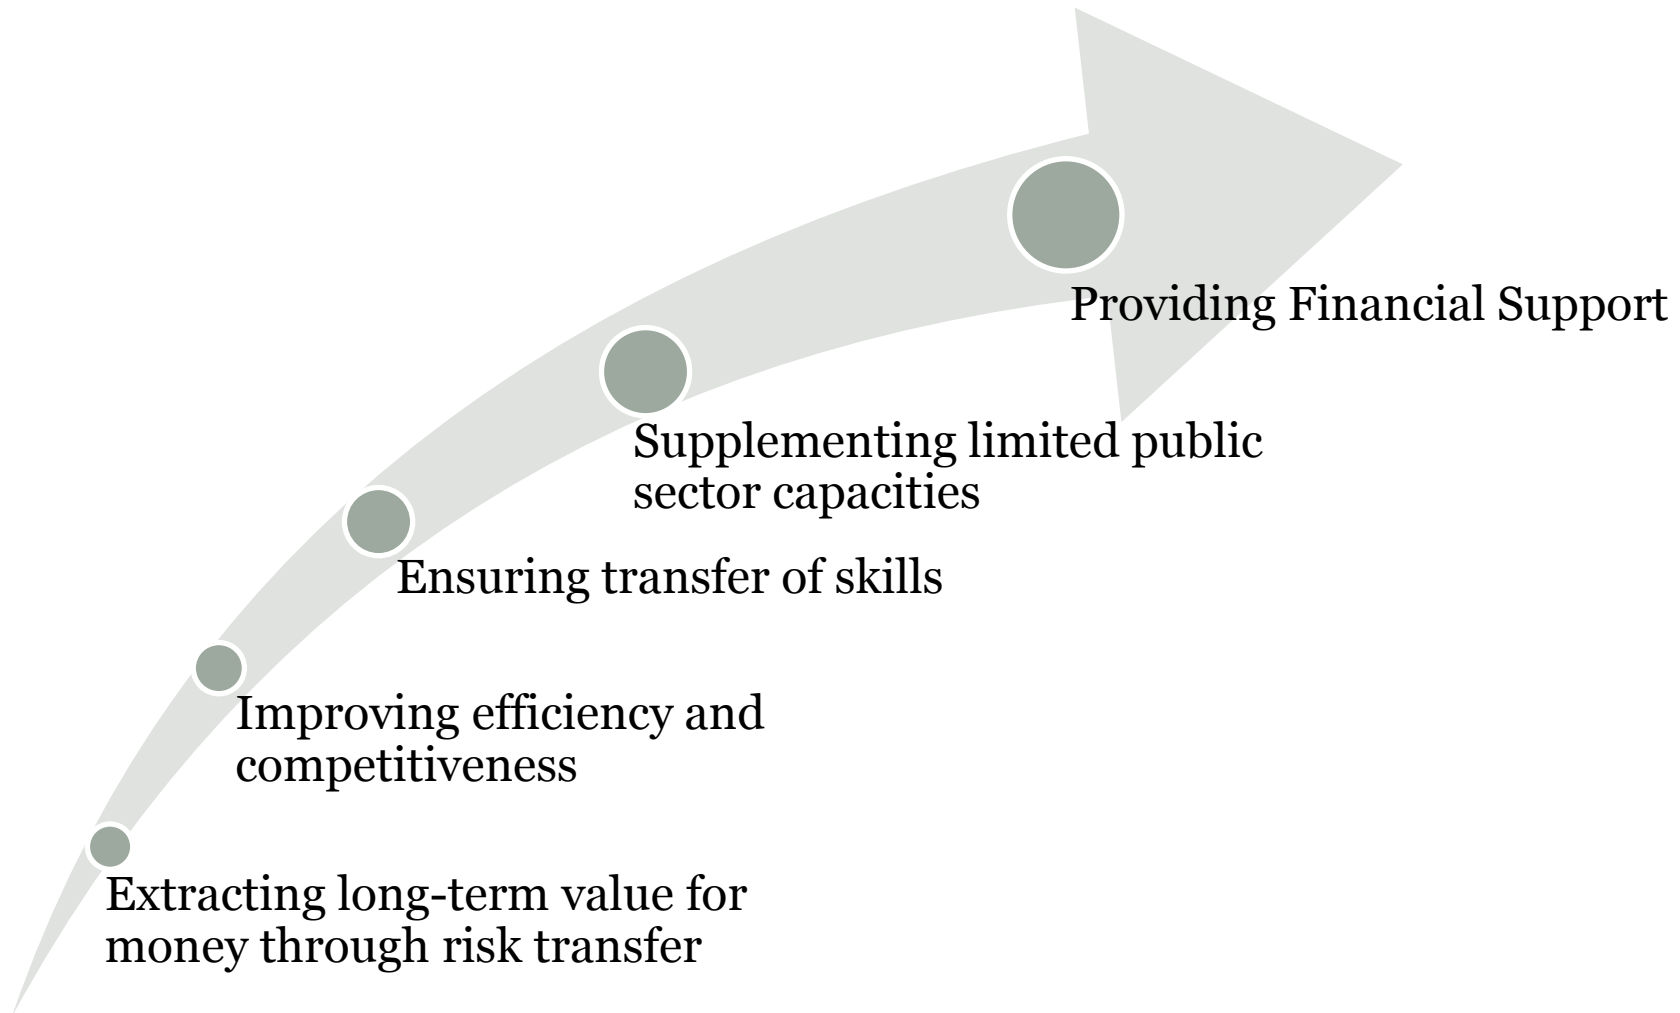 Providing Financial Support
Supplementing limited public
sector capacities
Ensuring transfer of skills
Improving efficiency and
competitiveness
Extracting long-term value for
money through risk transfer